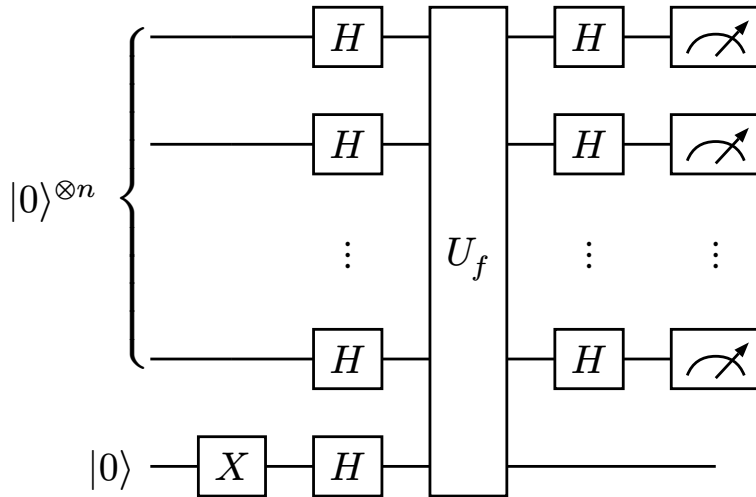 H H
H H
|0⟩⊗n
⋮ U_f ⋮ ⋮
H H
|0⟩ X H